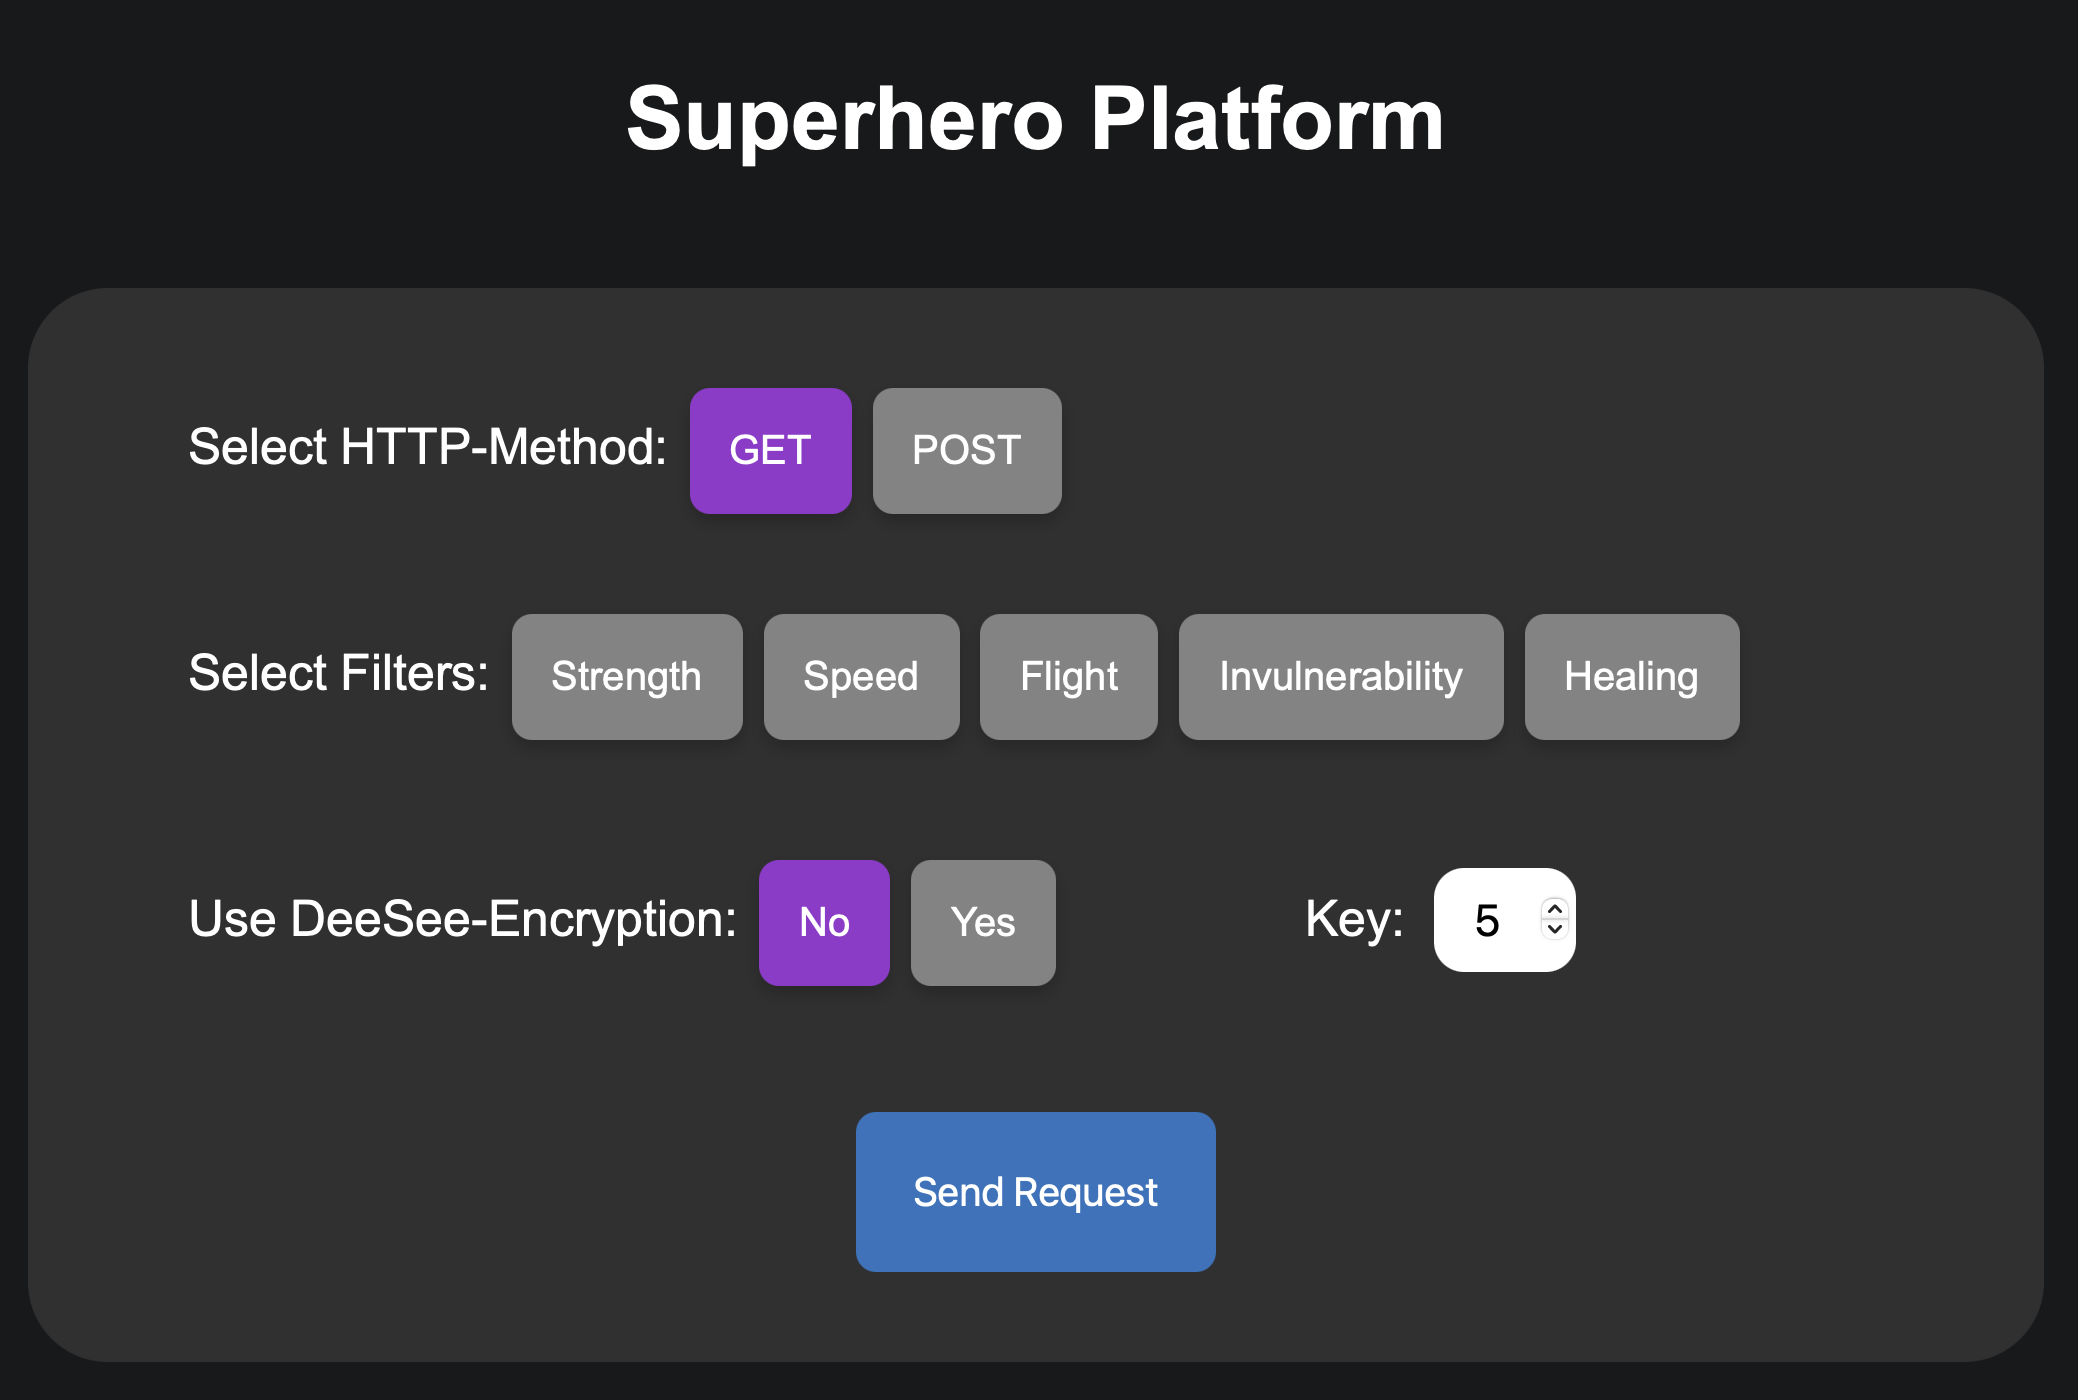 Superhero Platform
Select HTTP-Method: GET POST
Select Filters: Strength Speed Flight Invulnerability Healing
Use DeeSee-Encryption: No Yes Key: 5
Send Request